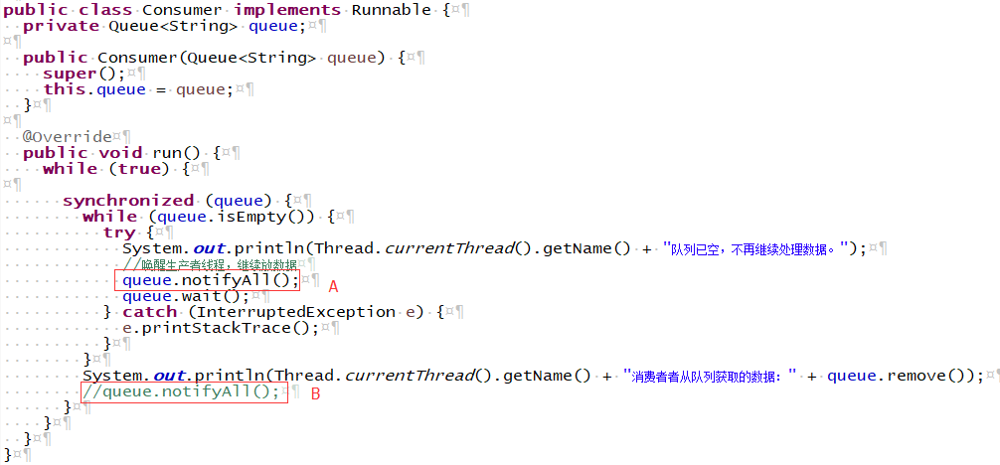 public class Consumer implements Runnable {
private Queue<String> queue;
public Consumer(Queue<String> queue) {
super();
this.queue = queue;
}
@Override
public void run() {
while (true) {
synchronized (queue) {
while (queue.isEmpty()) {
try {
System.out.println(Thread.currentThread().getName() + "队列已空，不再继续处理数据。");
//唤醒生产者线程，继续放数据
queue.notifyAll(); A
queue.wait();
} catch (InterruptedException e) {
e.printStackTrace();
}
}
System.out.println(Thread.currentThread().getName() + "消费者者从队列获取的数据：" + queue.remove());
//queue.notifyAll(); B
}
}
}
}